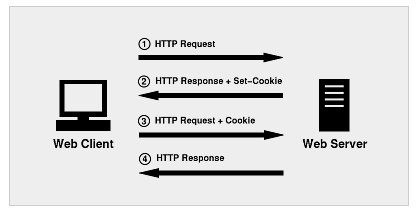 ① HTTP Request
② HTTP Response + Set-Cookie
③ HTTP Request + Cookie
Web Client
Web Server
④ HTTP Response